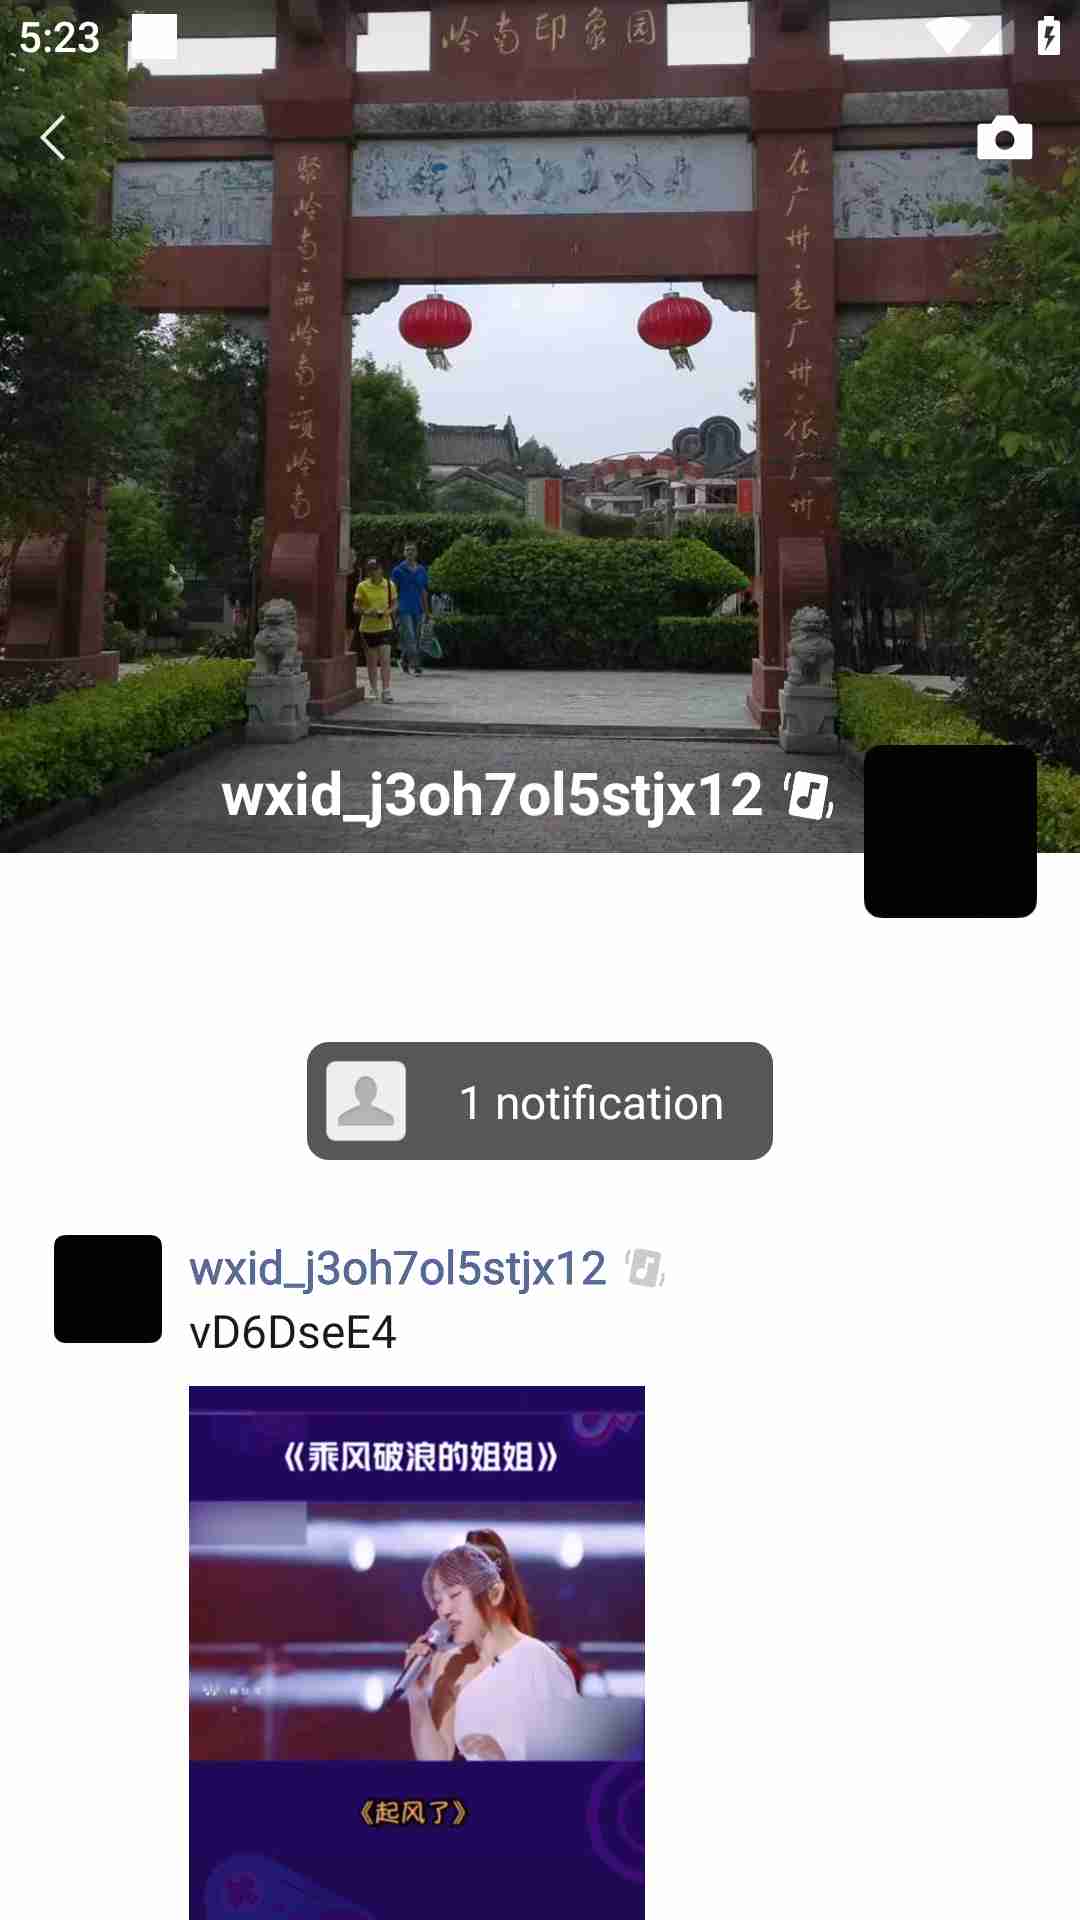 5:23
岭南印象园
聚岭南·品岭南·颂岭南
在广州·老广州·很广州
wxid_j3oh7ol5stjx12
1 notification
wxid_j3oh7ol5stjx12
vD6DseE4
《乘风破浪的姐姐》
《起风了》